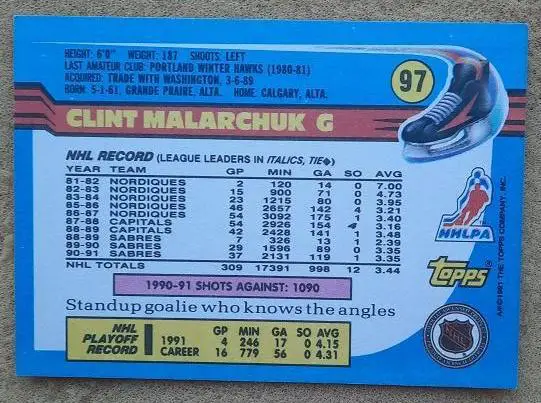 HEIGHT: 6'0" WEIGHT: 187 SHOOTS: LEFT
LAST AMATEUR CLUB: PORTLAND WINTER HAWKS (1980-81)
ACQUIRED: TRADE WITH WASHINGTON, 3-6-89
BORN: 5-1-61, GRANDE PRAIRE, ALTA. HOME: CALGARY, ALTA.
97
CLINT MALARCHUK G
NHL RECORD (LEAGUE LEADERS IN ITALICS, TIE◆)
YEAR TEAM GP MIN GA SO AVG
81-82 NORDIQUES 2 120 14 0 7.00
82-83 NORDIQUES 15 900 71 0 4.73
83-84 NORDIQUES 23 1215 80 0 3.95
85-86 NORDIQUES 46 2657 142 4 3.21
86-87 NORDIQUES 54 3092 175 1 3.40
87-88 CAPITALS 54 2926 154 4 3.16
88-89 CAPITALS 42 2428 141 1 3.48
88-89 SABRES 7 326 13 1 2.39
89-90 SABRES 29 1596 89 0 3.35
90-91 SABRES 37 2131 119 1 3.35
NHL TOTALS 309 17391 998 12 3.44
NHLPA
TOPPS®
A#©1991 THE TOPPS COMPANY, INC.
1990-91 SHOTS AGAINST: 1090
Standup goalie who knows the angles
NHL PLAYOFF RECORD
GP MIN GA SO AVG
1991 4 246 17 0 4.15
CAREER 16 779 56 0 4.31
NHL